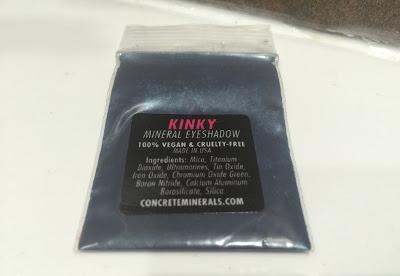 KINKY
MINERAL EYESHADOW
100% VEGAN & CRUELTY-FREE
MADE IN USA
Ingredients: Mica, Titanium
Dioxide, Ultramarines, Tin Oxide,
Iron Oxide, Chromium Oxide Green,
Boron Nitride, Calcium Aluminum
Borosilicate, Silica
CONCRETEMINERALS.COM